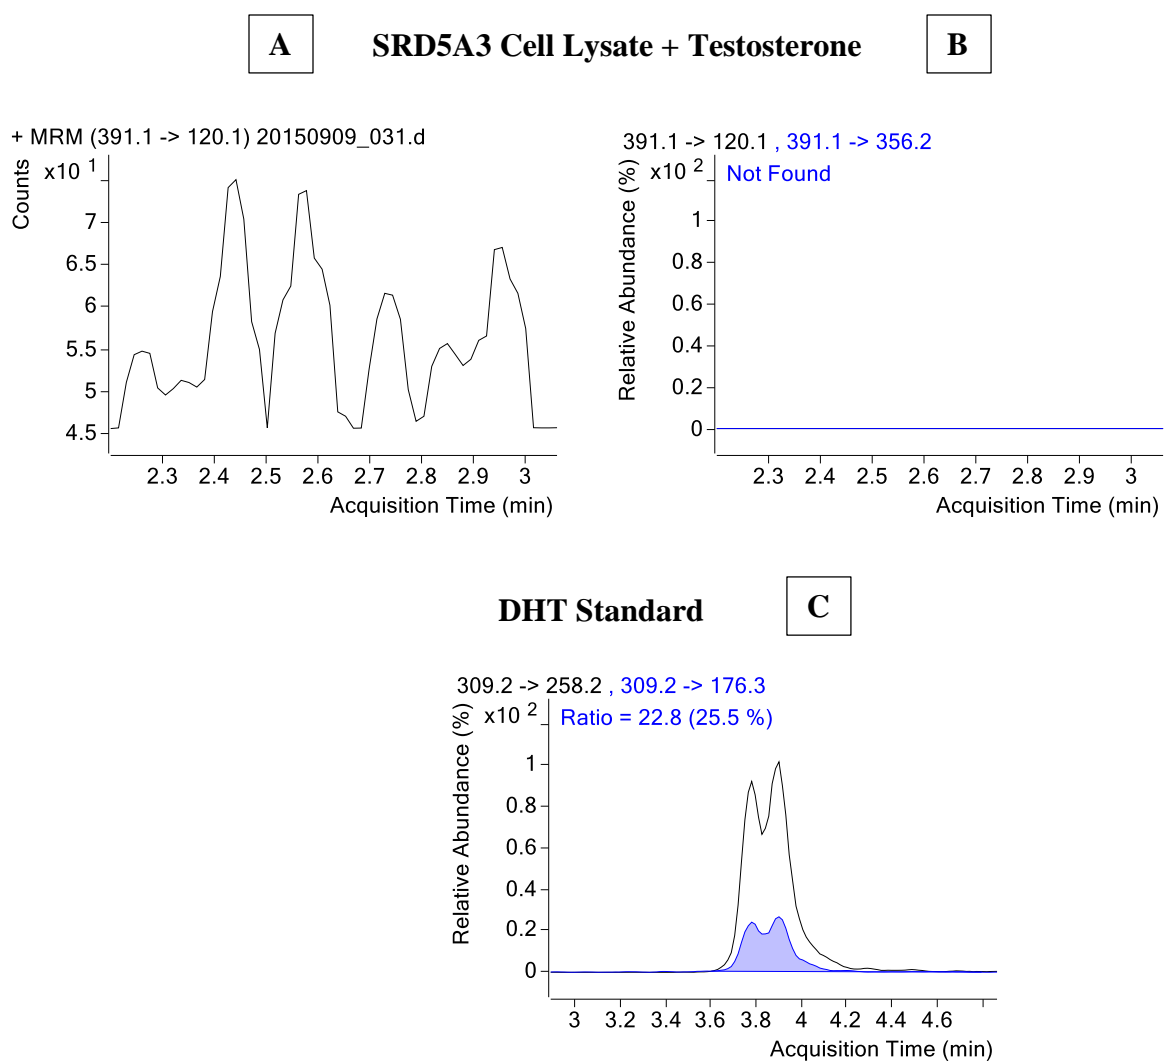 A SRD5A3 Cell Lysate + Testosterone B
+ MRM (391.1 -> 120.1) 20150909_031.d
Counts
x10 1
7
6.5
6
5.5
5
4.5
2.3 2.4 2.5 2.6 2.7 2.8 2.9 3
Acquisition Time (min)
391.1 -> 120.1 , 391.1 -> 356.2
Relative Abundance (%)
x10 2
Not Found
1
0.8
0.6
0.4
0.2
0
2.3 2.4 2.5 2.6 2.7 2.8 2.9 3
Acquisition Time (min)
DHT Standard C
309.2 -> 258.2 , 309.2 -> 176.3
Relative Abundance (%)
x10 2
Ratio = 22.8 (25.5 %)
1
0.8
0.6
0.4
0.2
0
3 3.2 3.4 3.6 3.8 4 4.2 4.4 4.6
Acquisition Time (min)